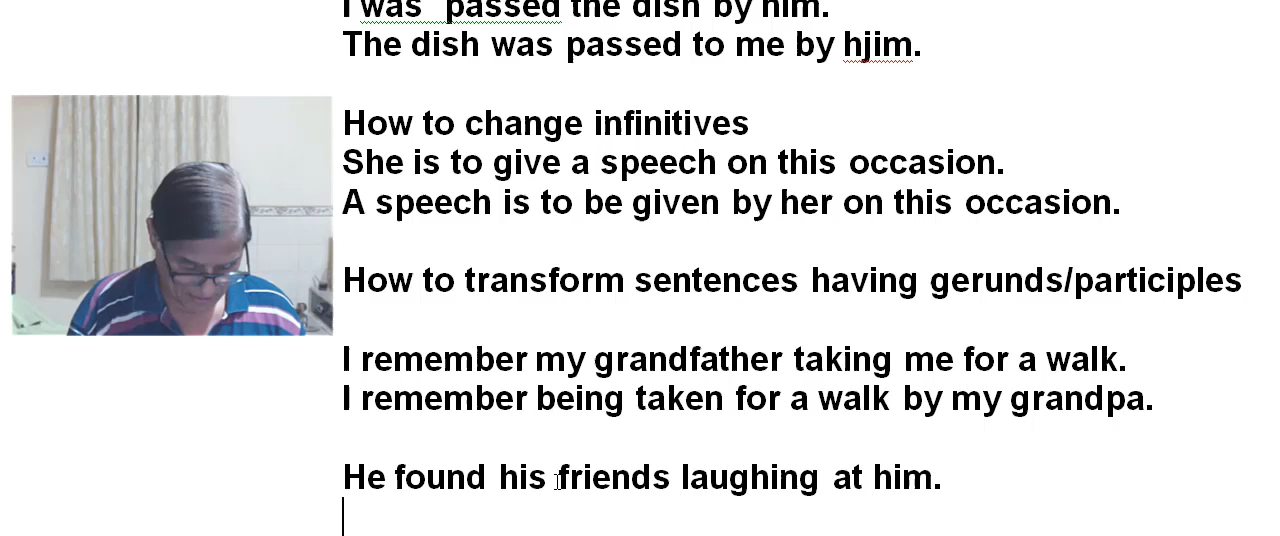 I was passed the dish by him.
The dish was passed to me by hjim.
How to change infinitives
She is to give a speech on this occasion.
A speech is to be given by her on this occasion.
How to transform sentences having gerunds/participles
I remember my grandfather taking me for a walk.
I remember being taken for a walk by my grandpa.
He found his friends laughing at him.